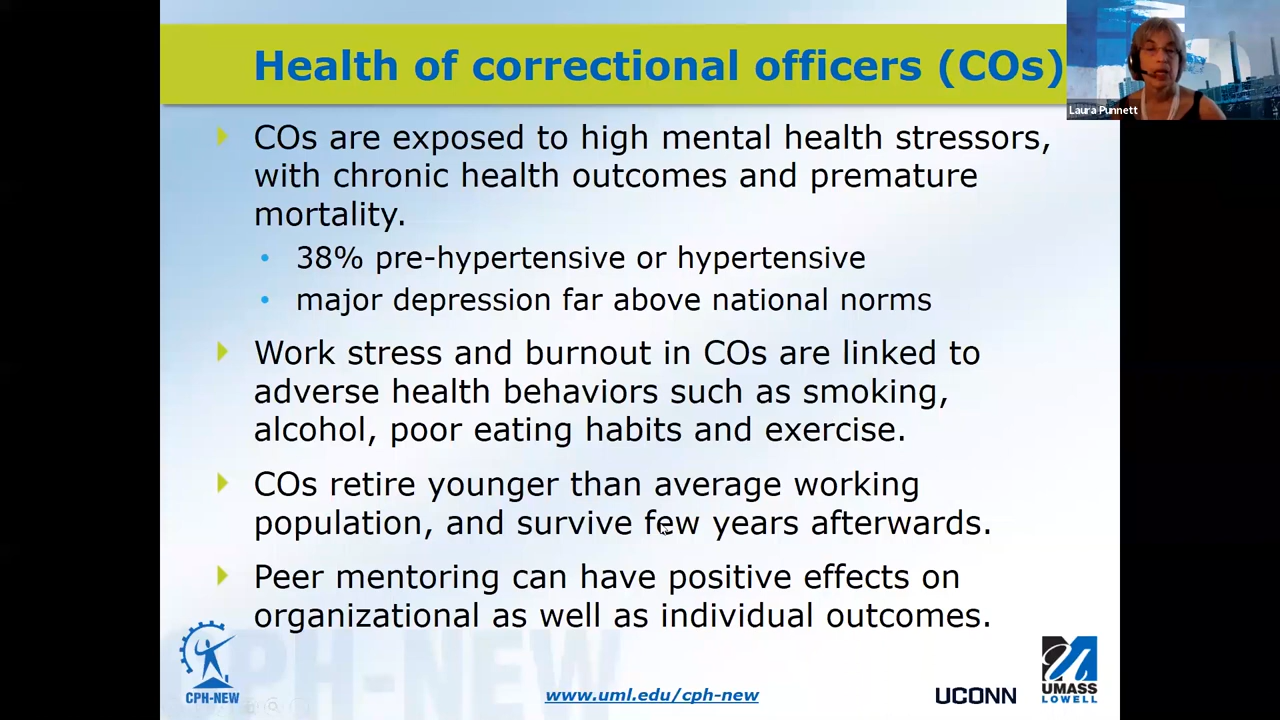 Health of correctional officers (COs)
Laura Punnett
COs are exposed to high mental health stressors,
with chronic health outcomes and premature
mortality.
• 38% pre-hypertensive or hypertensive
• major depression far above national norms
Work stress and burnout in COs are linked to
adverse health behaviors such as smoking,
alcohol, poor eating habits and exercise.
COs retire younger than average working
population, and survive few years afterwards.
Peer mentoring can have positive effects on
organizational as well as individual outcomes.
CPH-NEW
CPH-NEW
www.uml.edu/cph-new
UCONN
UMASS
LOWELL